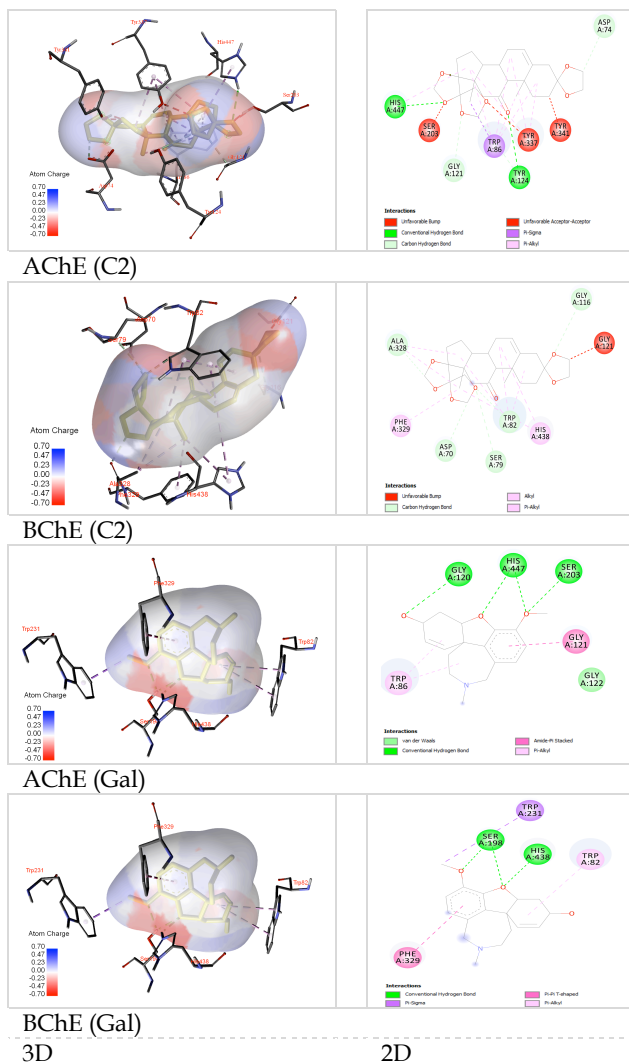 His447
Atom Charge
0.70
0.47
0.23
0.00
-0.23
-0.47
-0.70
ASP
A:74
HIS
A:447
SER
A:203
TRP
A:86
TYR
A:337
TYR
A:341
GLY
A:121
TYR
A:124
Interactions
Unfavorable Bump
Unfavorable Acceptor-Acceptor
Conventional Hydrogen Bond
Pi-Sigma
Carbon Hydrogen Bond
Pi-Alkyl
AChE (C2)
His438
Atom Charge
0.70
0.47
0.23
0.00
-0.23
-0.47
-0.70
GLY
A:116
GLY
A:121
ALA
A:328
PHE
A:329
TRP
A:82
HIS
A:438
ASP
A:70
SER
A:79
Interactions
Unfavorable Bump
Alkyl
Carbon Hydrogen Bond
Pi-Alkyl
BChE (C2)
Phe329
Trp231
Trp82
Atom Charge
0.70
0.47
0.23
0.00
-0.23
-0.47
-0.70
GLY
A:120
HIS
A:447
SER
A:203
GLY
A:121
GLY
A:122
TRP
A:86
O
O
O
N
Interactions
van der Waals
Amide-Pi Stacked
Conventional Hydrogen Bond
Pi-Alkyl
AChE (Gal)
Phe329
Trp231
Trp82
Atom Charge
0.70
0.47
0.23
0.00
-0.23
-0.47
-0.70
TRP
A:231
SER
A:198
HIS
A:438
TRP
A:82
PHE
A:329
O
O
O
N
Interactions
Conventional Hydrogen Bond
Pi-Pi T-shaped
Pi-Sigma
Pi-Alkyl
BChE (Gal)
3D
2D